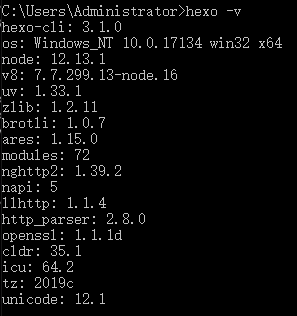 C:\Users\Administrator>hexo -v
hexo-cli: 3.1.0
os: Windows_NT 10.0.17134 win32 x64
node: 12.13.1
v8: 7.7.299.13-node.16
uv: 1.33.1
zlib: 1.2.11
brotli: 1.0.7
ares: 1.15.0
modules: 72
nghttp2: 1.39.2
napi: 5
llhttp: 1.1.4
http_parser: 2.8.0
openssl: 1.1.1d
cldr: 35.1
icu: 64.2
tz: 2019c
unicode: 12.1